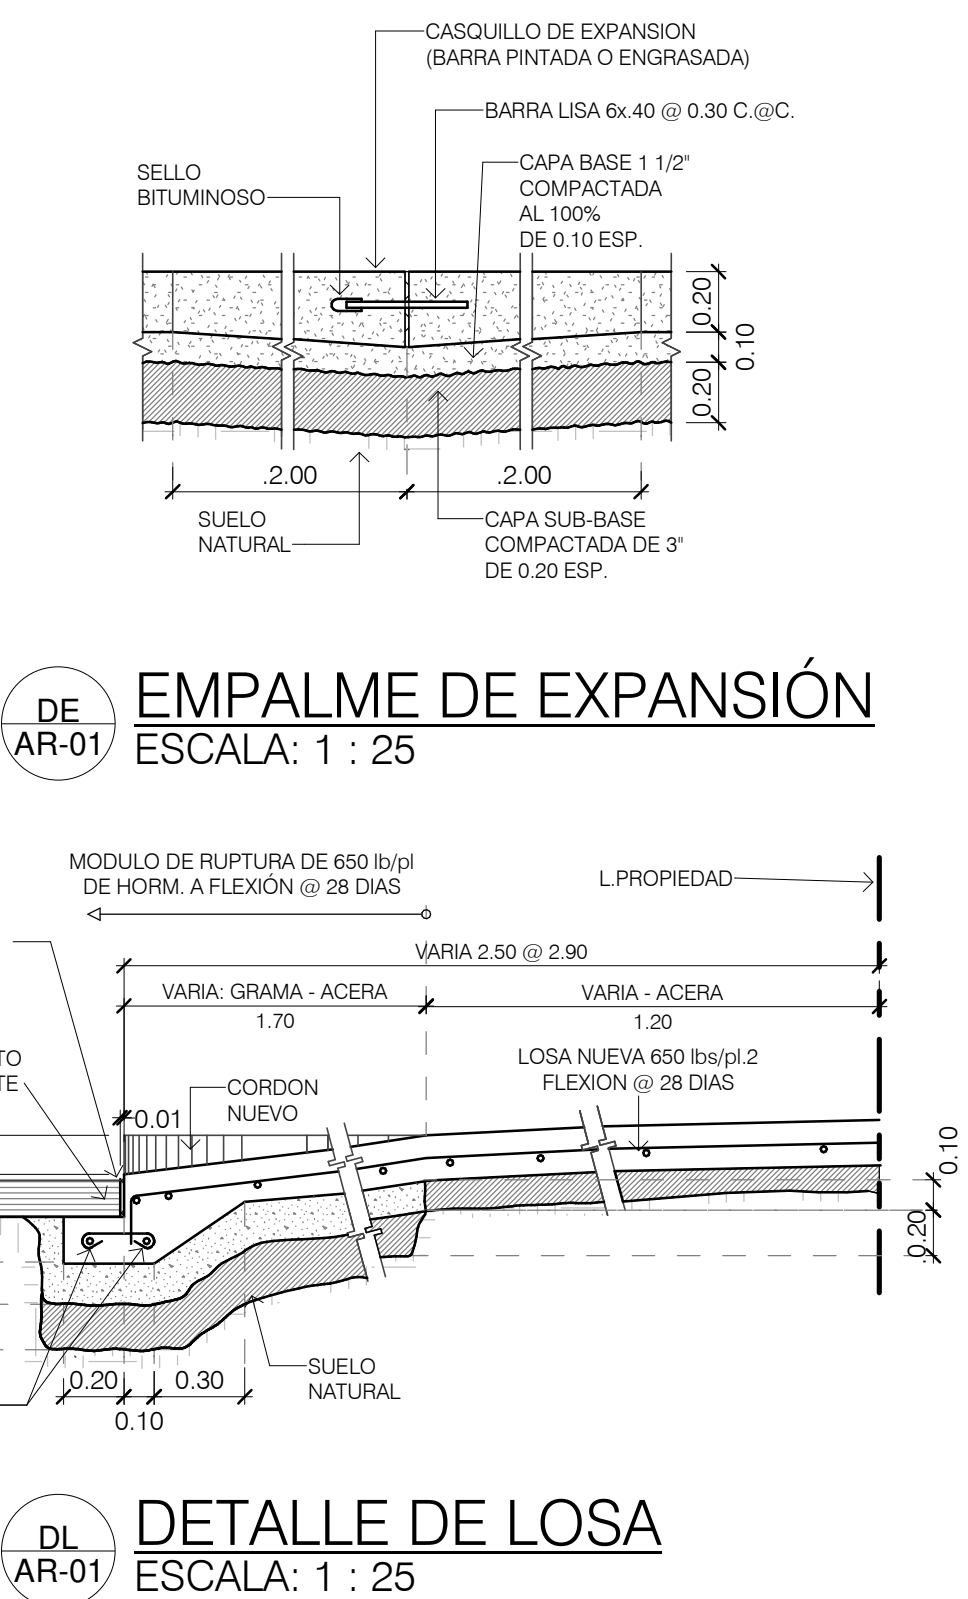 CASQUILLO DE EXPANSION
(BARRA PINTADA O ENGRASADA)
BARRA LISA 6x.40 @ 0.30 C.@C.
SELLO
BITUMINOSO
CAPA BASE 1 1/2"
COMPACTADA
AL 100%
DE 0.10 ESP.
0.20
0.10
0.20
.2.00
.2.00
SUELO
NATURAL
CAPA SUB-BASE
COMPACTADA DE 3"
DE 0.20 ESP.
DE
AR-01
EMPALME DE EXPANSIÓN
ESCALA: 1 : 25
MODULO DE RUPTURA DE 650 lb/pl
DE HORM. A FLEXIÓN @ 28 DIAS
L.PROPIEDAD
VARIA 2.50 @ 2.90
VARIA: GRAMA - ACERA
1.70
VARIA - ACERA
1.20
TO
TE
LOSA NUEVA 650 lbs/pl.2
FLEXION @ 28 DIAS
CORDON
NUEVO
0.01
0.10
0.20
0.20
0.10
0.30
SUELO
NATURAL
DL
AR-01
DETALLE DE LOSA
ESCALA: 1 : 25